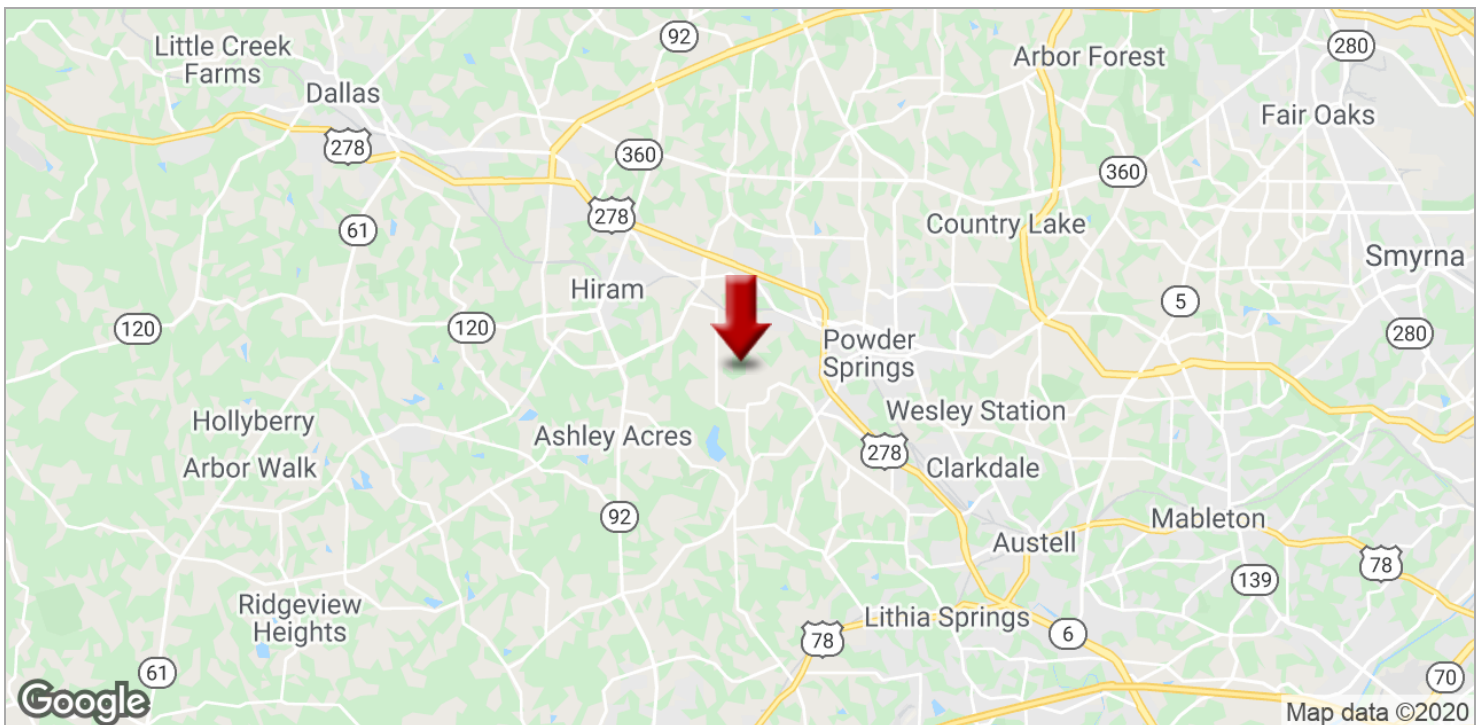 92
280
Little Creek
Farms
Arbor Forest
Dallas
Fair Oaks
278
360
360
278
61
Country Lake
Smyrna
Hiram
5
120
120
280
Powder
Springs
Hollyberry
Wesley Station
Ashley Acres
278
Arbor Walk
Clarkdale
92
Mableton
Austell
78
139
Ridgeview
Heights
Lithia Springs
78
6
61
70
Google
Map data ©2020